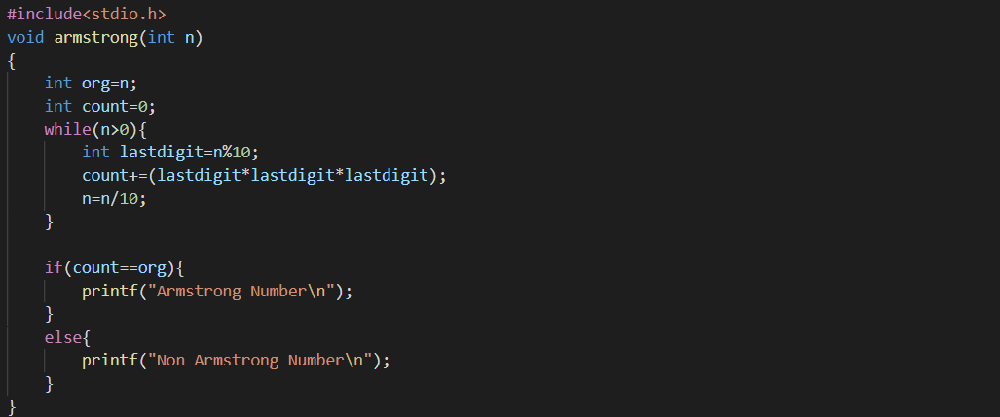 #include<stdio.h>
void armstrong(int n)
{
    int org=n;
    int count=0;
    while(n>0){
        int lastdigit=n%10;
        count+=(lastdigit*lastdigit*lastdigit);
        n=n/10;
    }

    if(count==org){
        printf("Armstrong Number\n");
    }
    else{
        printf("Non Armstrong Number\n");
    }
}